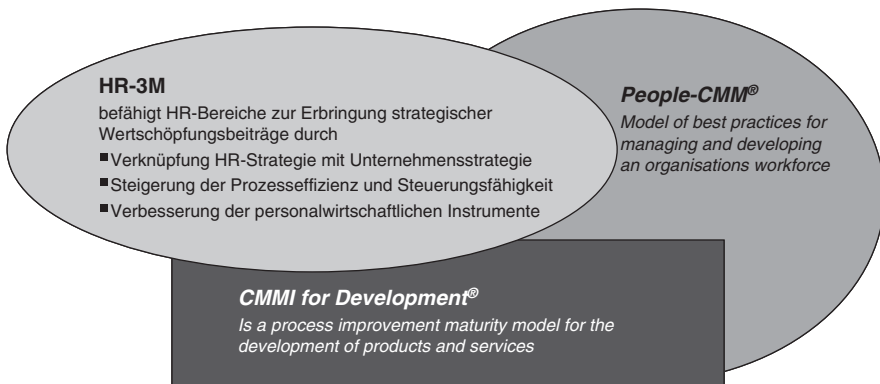 HR-3M
befähigt HR-Bereiche zur Erbringung strategischer
Wertschöpfungsbeiträge durch
▪Verknüpfung HR-Strategie mit Unternehmensstrategie
▪Steigerung der Prozesseffizienz und Steuerungsfähigkeit
▪Verbesserung der personalwirtschaftlichen Instrumente
People-CMM®
Model of best practices for
managing and developing
an organisations workforce
CMMI for Development®
Is a process improvement maturity model for the
development of products and services